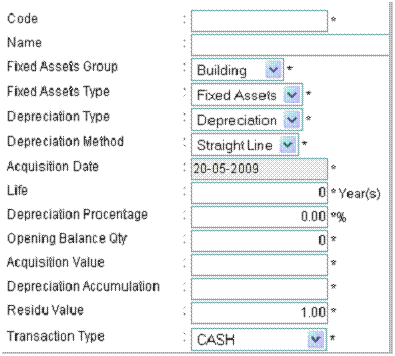 Code : *
Name :
Fixed Assets Group : Building *
Fixed Assets Type : Fixed Assets *
Depreciation Type : Depreciation *
Depreciation Method : Straight Line *
Acquisition Date : 20-05-2009 *
Life : 0 * Year(s)
Depreciation Procentage : 0.00 *%
Opening Balance Qty : 0 *
Acquisition Value : *
Depreciation Accumulation : *
Residu Value : 1.00 *
Transaction Type : CASH *